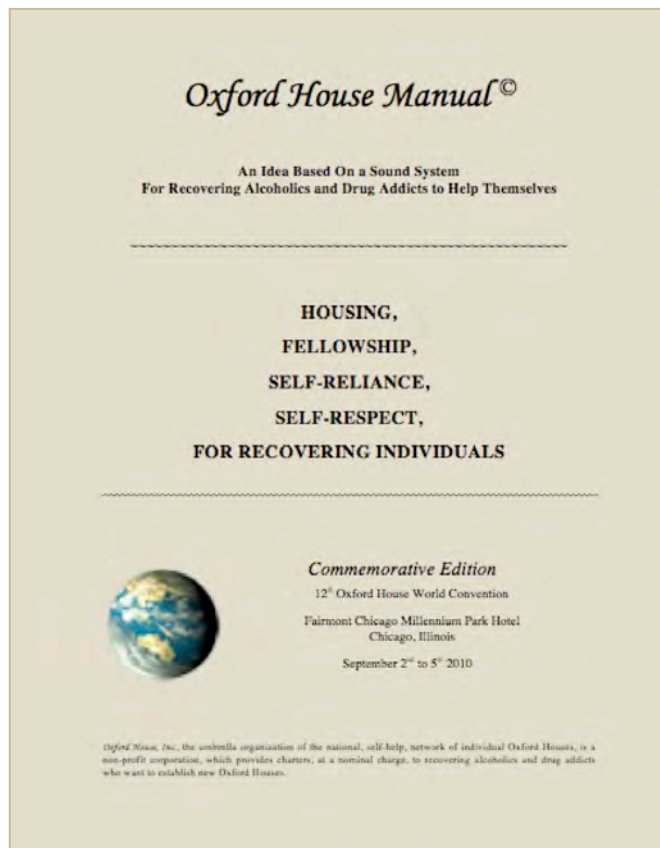 Oxford House Manual©
An Idea Based On a Sound System
For Recovering Alcoholics and Drug Addicts to Help Themselves
HOUSING,
FELLOWSHIP,
SELF-RELIANCE,
SELF-RESPECT,
FOR RECOVERING INDIVIDUALS
Commemorative Edition
12th Oxford House World Convention
Fairmont Chicago Millennium Park Hotel
Chicago, Illinois
September 2nd to 5th 2010
Oxford House, Inc., the umbrella organization of the national, self-help, network of individual Oxford Houses, is a
non-profit corporation, which provides charters, at a nominal charge, to recovering alcoholics and drug addicts
who want to establish new Oxford Houses.